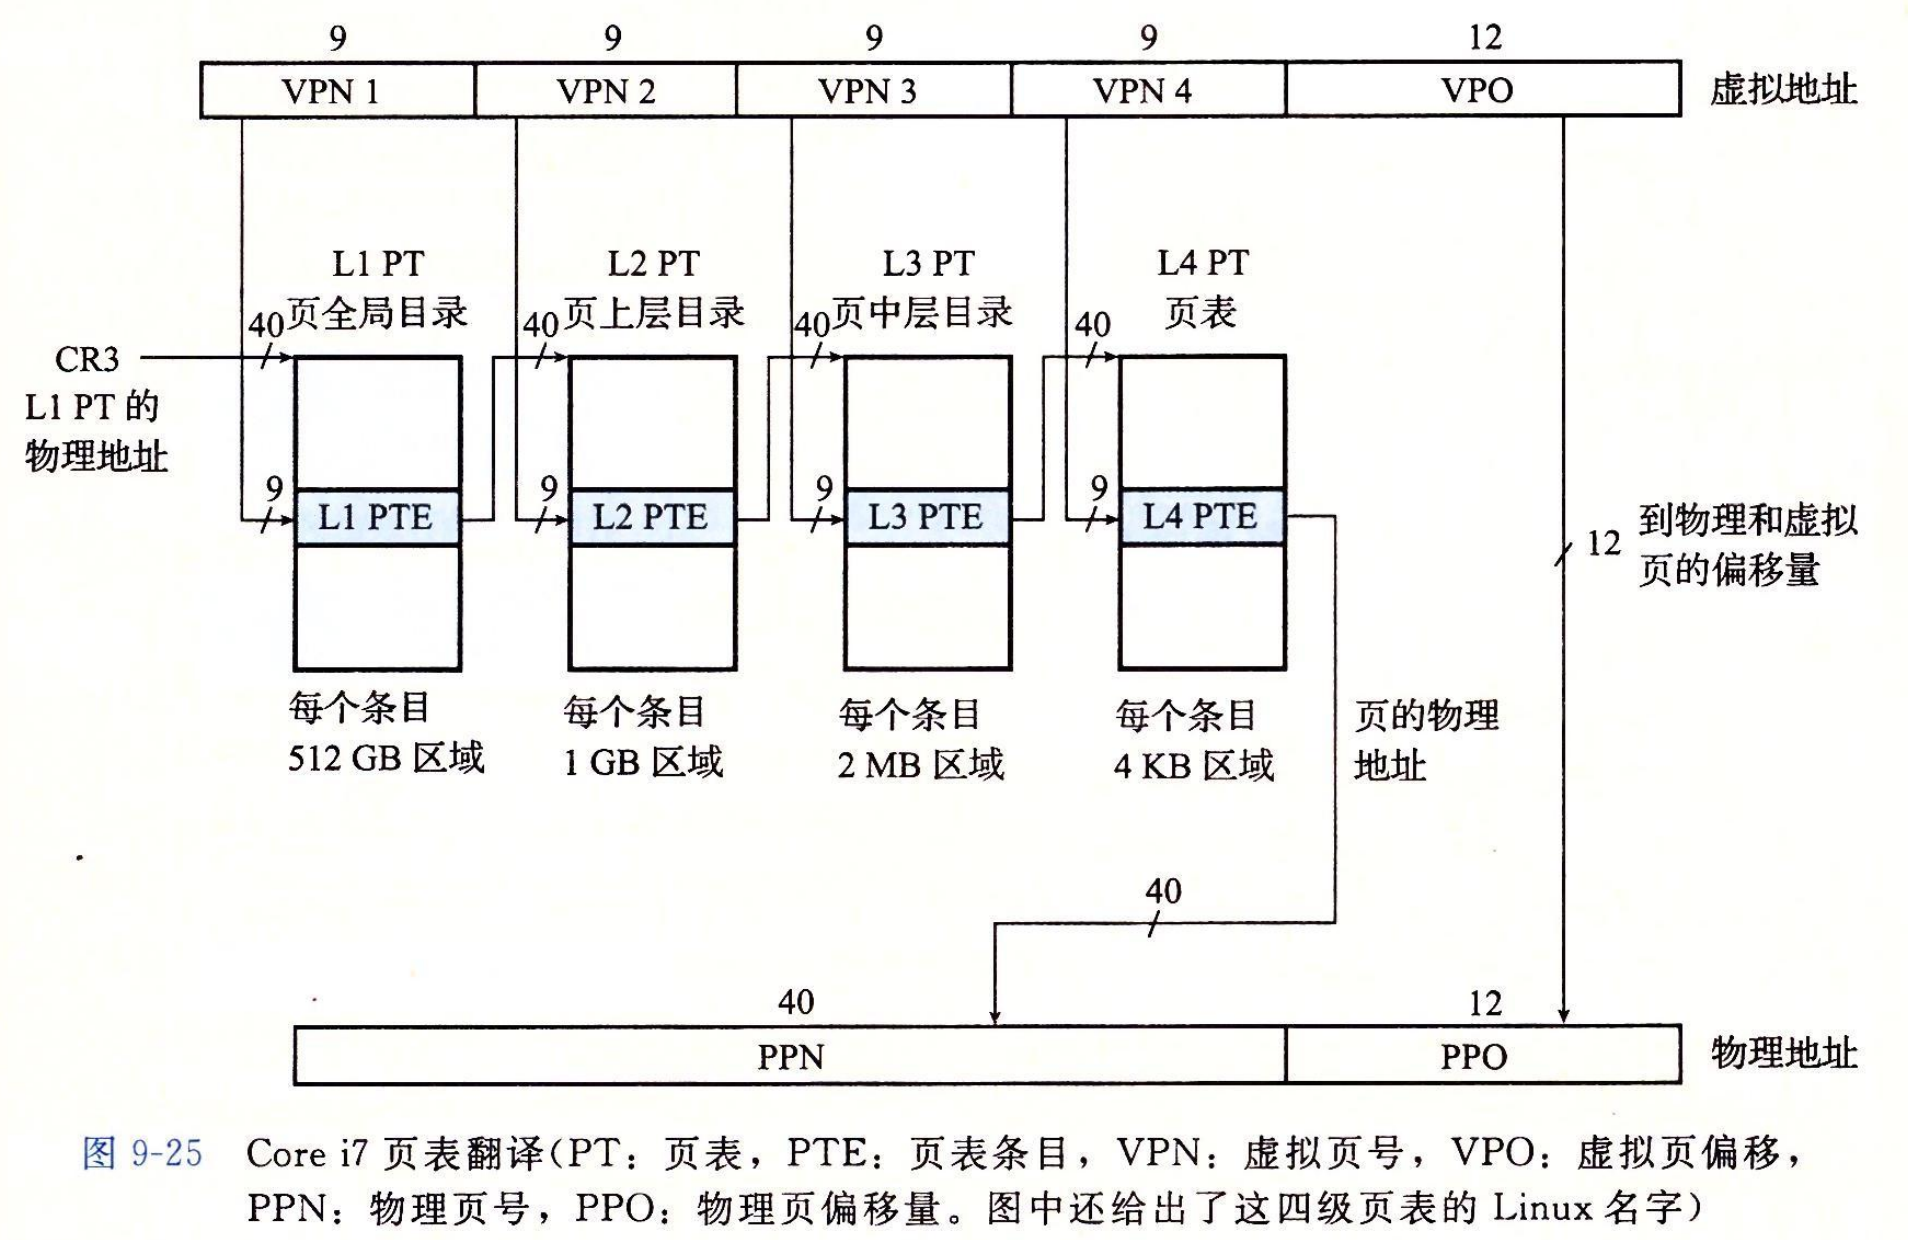 9 9 9 9 12
VPN 1 VPN 2 VPN 3 VPN 4 VPO 虚拟地址
L1 PT
页全局目录
L2 PT
页上层目录
L3 PT
页中层目录
L4 PT
页表
40 40 40 40
CR3
L1 PT 的
物理地址
9 9 9 9
L1 PTE L2 PTE L3 PTE L4 PTE
12
到物理和虚拟
页的偏移量
每个条目
512 GB 区域
每个条目
1 GB 区域
每个条目
2 MB 区域
每个条目
4 KB 区域
页的物理
地址
40
40 12
PPN PPO 物理地址
图 9-25 Core i7 页表翻译(PT：页表，PTE：页表条目，VPN：虚拟页号，VPO：虚拟页偏移，
PPN：物理页号，PPO：物理页偏移量。图中还给出了这四级页表的 Linux 名字)